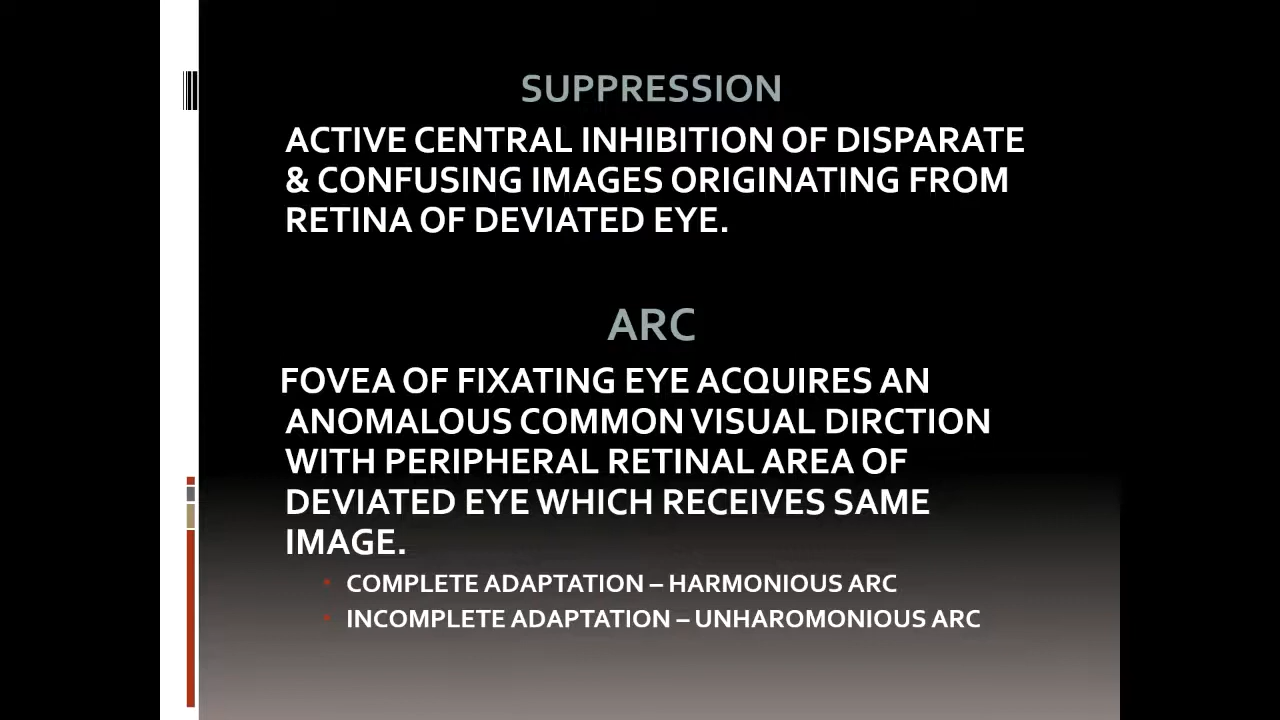 SUPPRESSION
ACTIVE CENTRAL INHIBITION OF DISPARATE
& CONFUSING IMAGES ORIGINATING FROM
RETINA OF DEVIATED EYE.
ARC
FOVEA OF FIXATING EYE ACQUIRES AN
ANOMALOUS COMMON VISUAL DIRCTION
WITH PERIPHERAL RETINAL AREA OF
DEVIATED EYE WHICH RECEIVES SAME
IMAGE.
• COMPLETE ADAPTATION – HARMONIOUS ARC
• INCOMPLETE ADAPTATION – UNHAROMONIOUS ARC